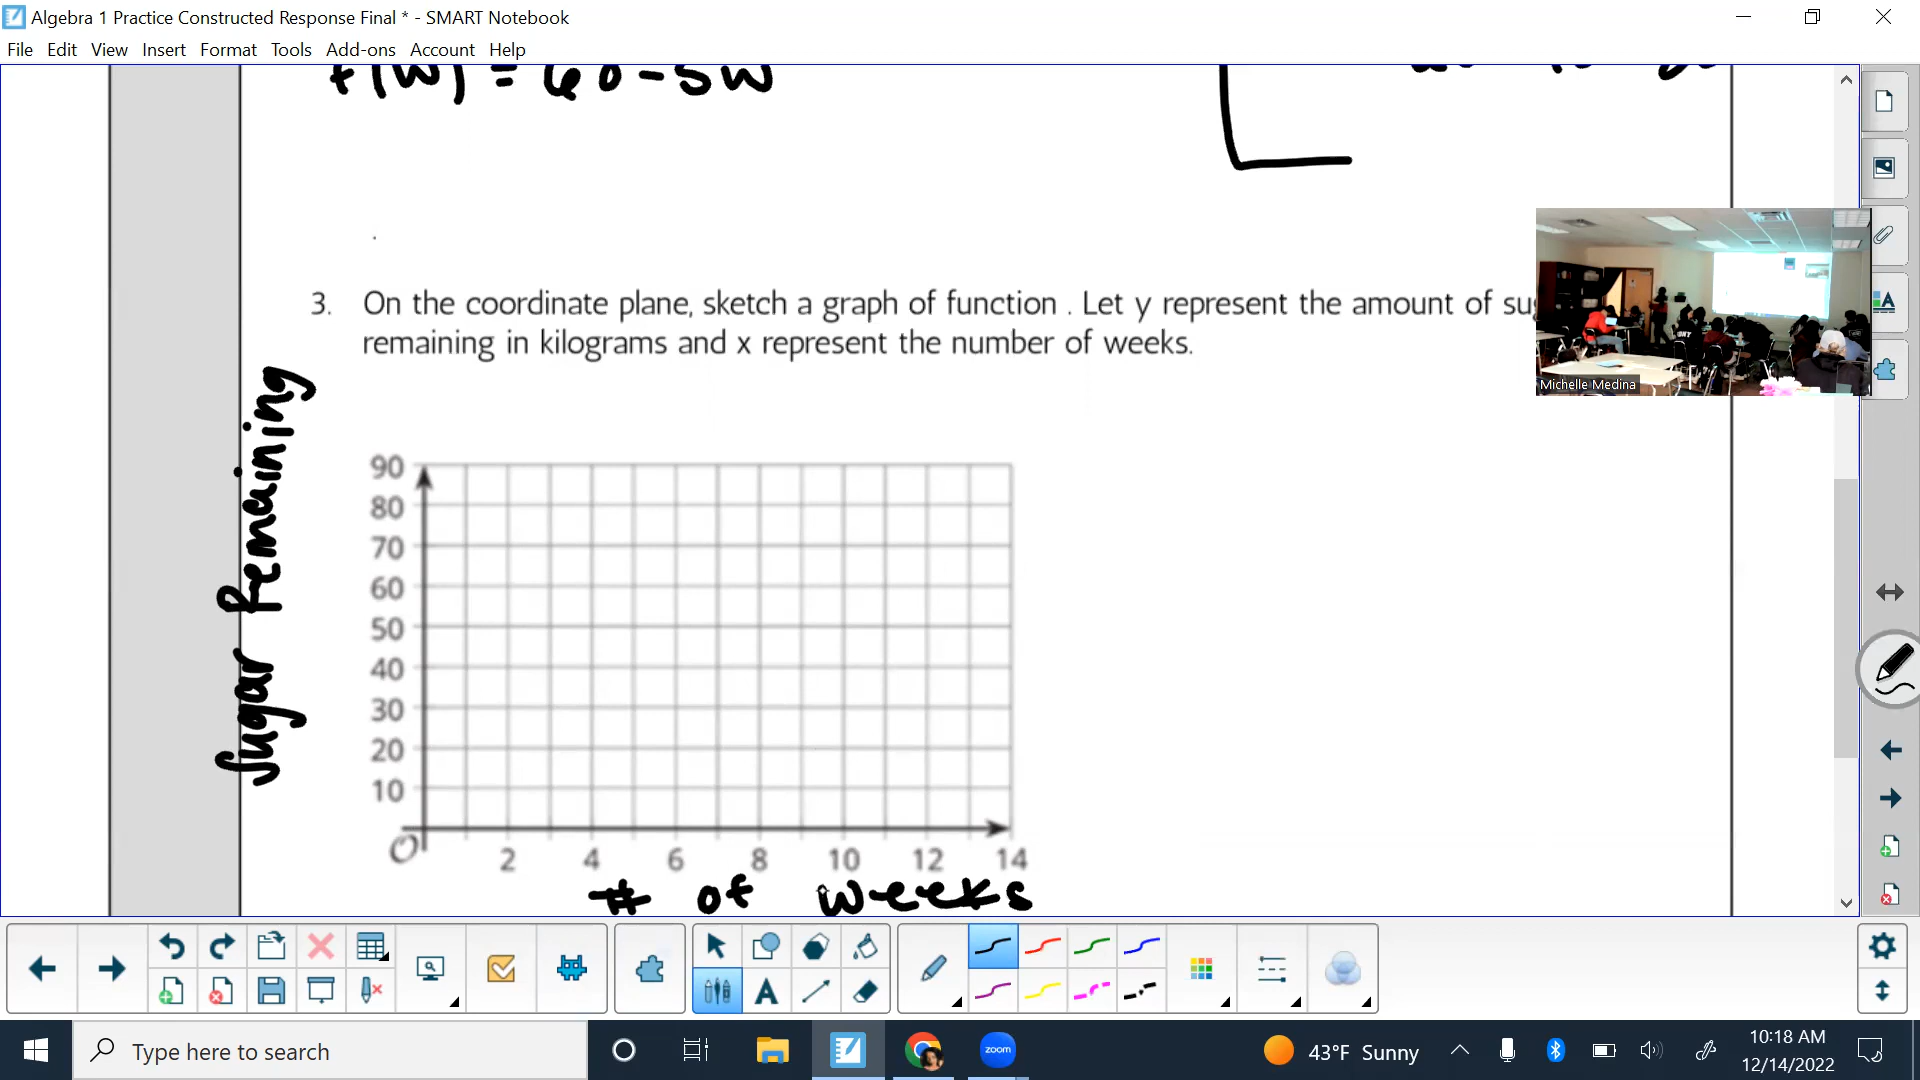 Algebra 1 Practice Constructed Response Final * - SMART Notebook
File Edit View Insert Format Tools Add-ons Account Help
f(w) = 60-5w
3. On the coordinate plane, sketch a graph of function . Let y represent the amount of su
remaining in kilograms and x represent the number of weeks.
Michelle Medina
Sugar Remaining
90
80
70
60
50
40
30
20
10
O 2 4 6 8 10 12 14
# of weeks
A
Type here to search
zoom
43°F Sunny
10:18 AM
12/14/2022